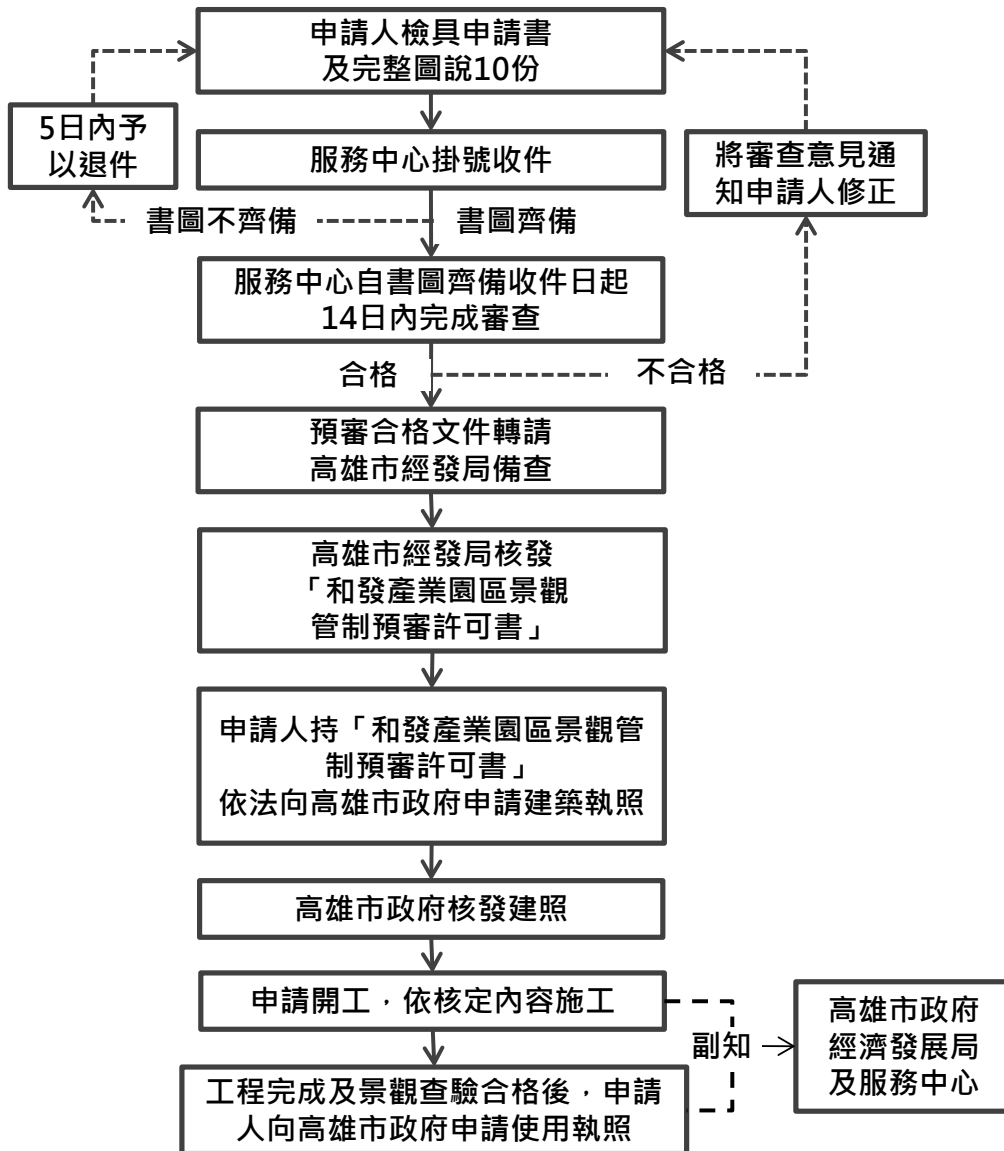 申請人檢具申請書
及完整圖說10份
5日內予
以退件
服務中心掛號收件
將審查意見通
知申請人修正
書圖不齊備
書圖齊備
服務中心自書圖齊備收件日起
14日內完成審查
合格
不合格
預審合格文件轉請
高雄市經發局備查
高雄市經發局核發
「和發產業園區景觀
管制預審許可書」
申請人持「和發產業園區景觀管
制預審許可書」
依法向高雄市政府申請建築執照
高雄市政府核發建照
申請開工，依核定內容施工
副知
高雄市政府
經濟發展局
及服務中心
工程完成及景觀查驗合格後，申請
人向高雄市政府申請使用執照